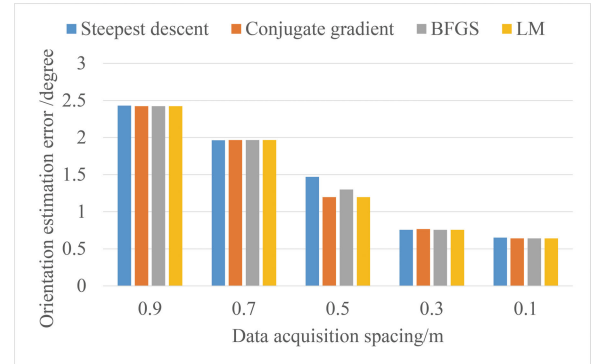 Steepest descent Conjugate gradient BFGS LM
Orientation estimation error /degree
3
2.5
2
1.5
1
0.5
0
0.9 0.7 0.5 0.3 0.1
Data acquisition spacing/m